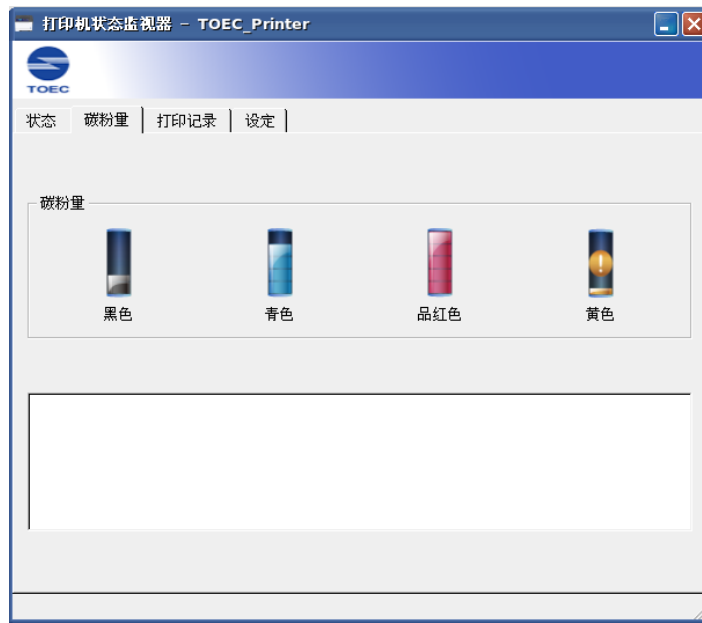 打印机状态监视器 – TOEC_Printer
TOEC
状态 碳粉量 打印记录 设定
碳粉量
黑色 青色 品红色 黄色